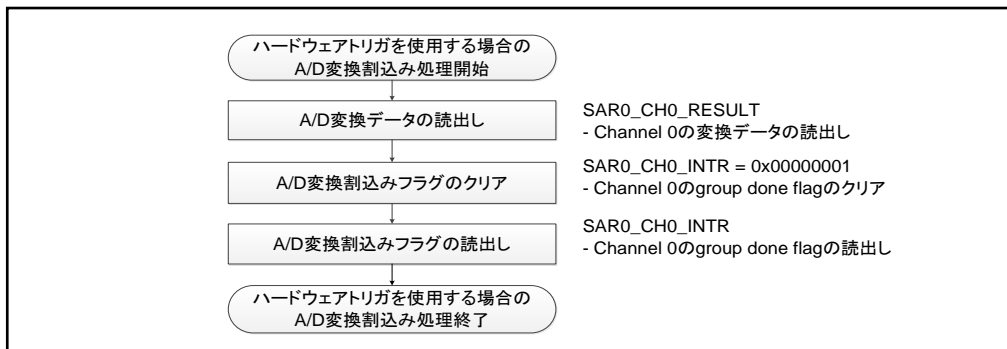 ハードウェアトリガを使用する場合の
A/D変換割込み処理開始
A/D変換データの読出し
SAR0_CH0_RESULT
- Channel 0の変換データの読出し
A/D変換割込みフラグのクリア
SAR0_CH0_INTR = 0x00000001
- Channel 0のgroup done flagのクリア
A/D変換割込みフラグの読出し
SAR0_CH0_INTR
- Channel 0のgroup done flagの読出し
ハードウェアトリガを使用する場合の
A/D変換割込み処理終了